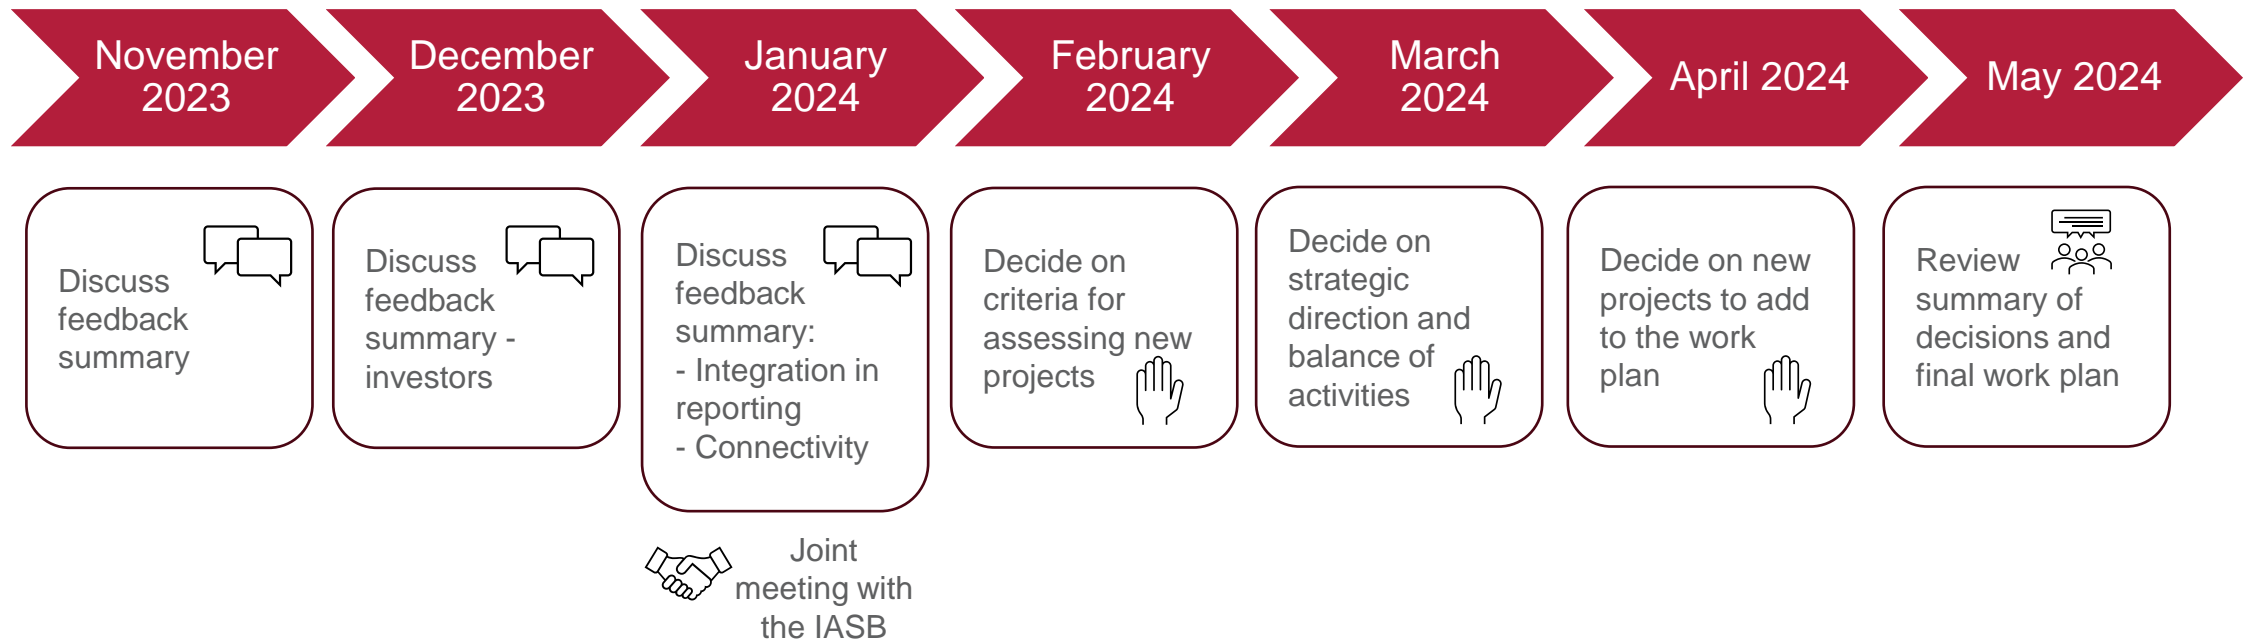 November
2023
December
2023
January
2024
February
2024
March
2024
April 2024
May 2024
Discuss
feedback
summary
Discuss
feedback
summary -
investors
Discuss
feedback
summary:
- Integration in
reporting
- Connectivity
Joint
meeting with
the IASB
Decide on
criteria for
assessing new
projects
Decide on
strategic
direction and
balance of
activities
Decide on new
projects to add
to the work
plan
Review
summary of
decisions and
final work plan